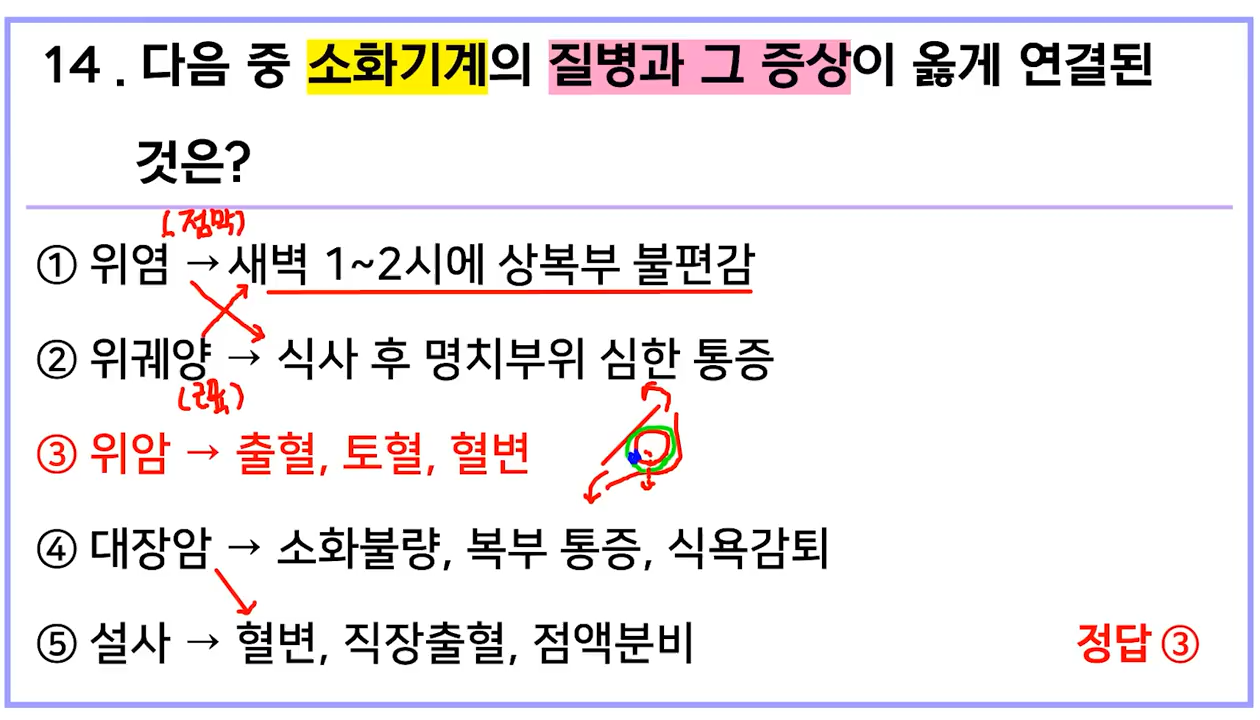 14 . 다음 중 소화기계의 질병과 그 증상이 옳게 연결된
것은?
(점막)
① 위염 → 새벽 1~2시에 상복부 불편감
② 위궤양 → 식사 후 명치부위 심한 통증
③ 위암 → 출혈, 토혈, 혈변
④ 대장암 → 소화불량, 복부 통증, 식욕감퇴
⑤ 설사 → 혈변, 직장출혈, 점액분비
정답 ③